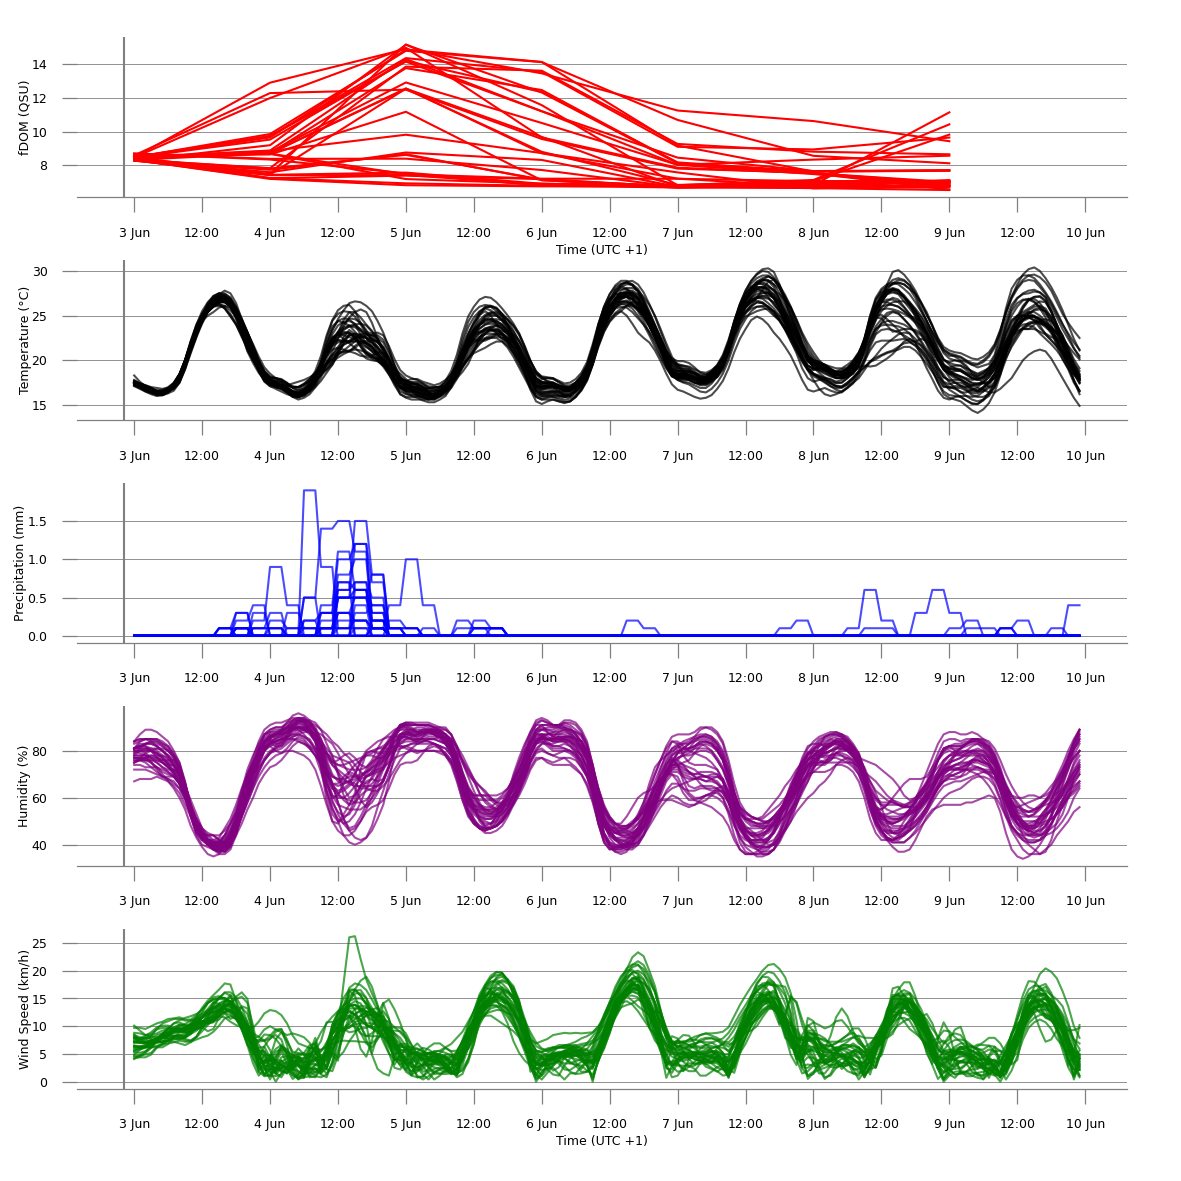 fDOM (QSU)
14
12
10
8
3 Jun 12:00 4 Jun 12:00 5 Jun 12:00 6 Jun 12:00 7 Jun 12:00 8 Jun 12:00 9 Jun 12:00 10 Jun
Time (UTC +1)
Temperature (°C)
30
25
20
15
3 Jun 12:00 4 Jun 12:00 5 Jun 12:00 6 Jun 12:00 7 Jun 12:00 8 Jun 12:00 9 Jun 12:00 10 Jun
Precipitation (mm)
1.5
1.0
0.5
0.0
3 Jun 12:00 4 Jun 12:00 5 Jun 12:00 6 Jun 12:00 7 Jun 12:00 8 Jun 12:00 9 Jun 12:00 10 Jun
Humidity (%)
80
60
40
3 Jun 12:00 4 Jun 12:00 5 Jun 12:00 6 Jun 12:00 7 Jun 12:00 8 Jun 12:00 9 Jun 12:00 10 Jun
Wind Speed (km/h)
25
20
15
10
5
0
3 Jun 12:00 4 Jun 12:00 5 Jun 12:00 6 Jun 12:00 7 Jun 12:00 8 Jun 12:00 9 Jun 12:00 10 Jun
Time (UTC +1)